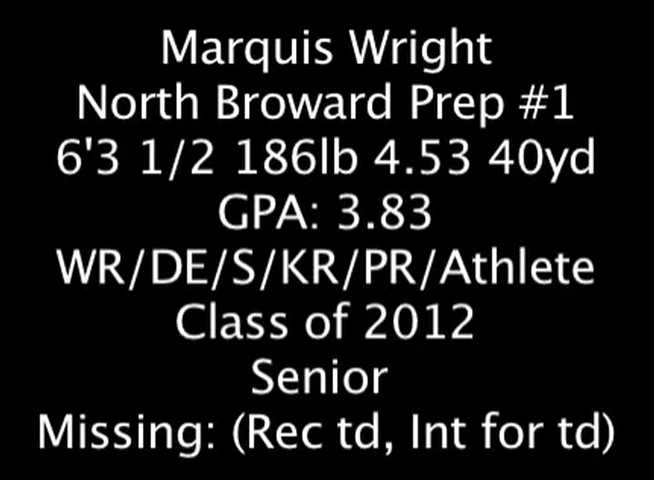 Marquis Wright
North Broward Prep #1
6'3 1/2 186lb 4.53 40yd
GPA: 3.83
WR/DE/S/KR/PR/Athlete
Class of 2012
Senior
Missing: (Rec td, Int for td)